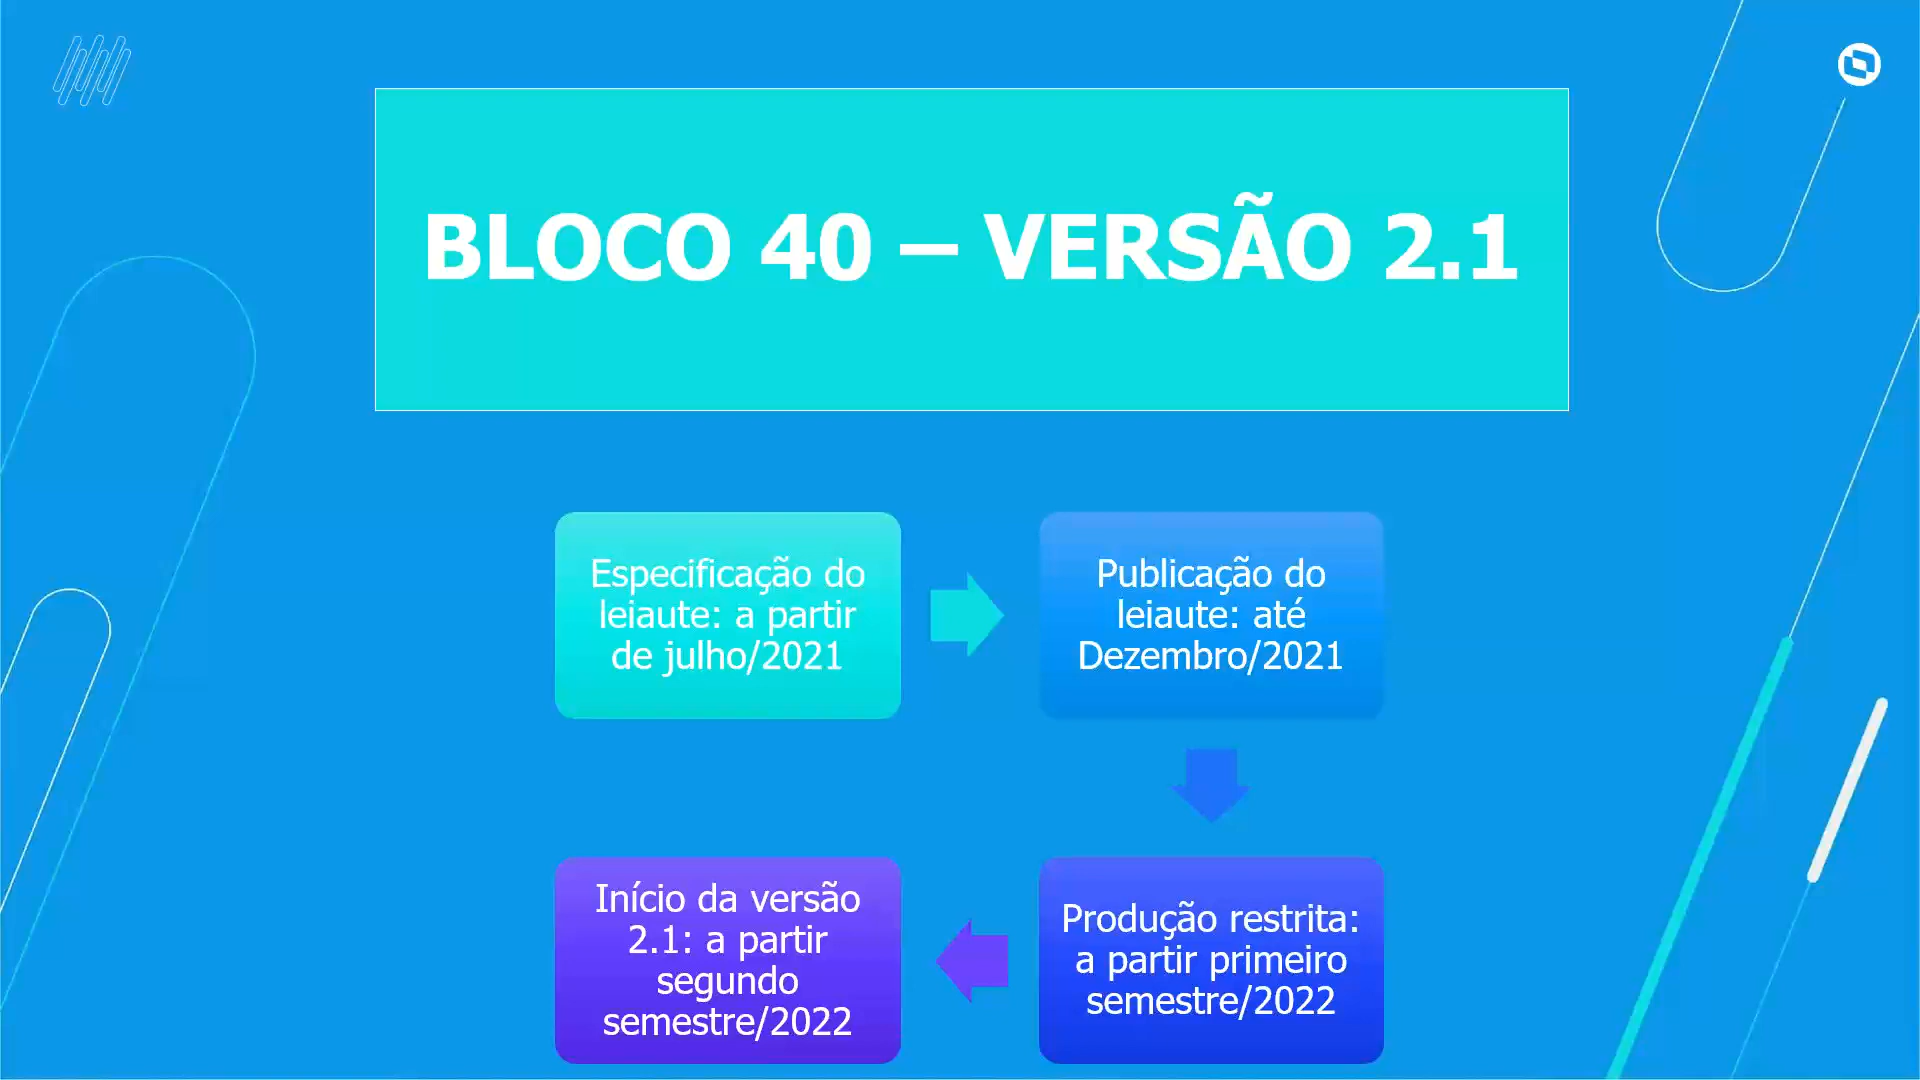 BLOCO 40 – VERSÃO 2.1
Especificação do
leiaute: a partir
de julho/2021
Publicação do
leiaute: até
Dezembro/2021
Produção restrita:
a partir primeiro
semestre/2022
Início da versão
2.1: a partir
segundo
semestre/2022